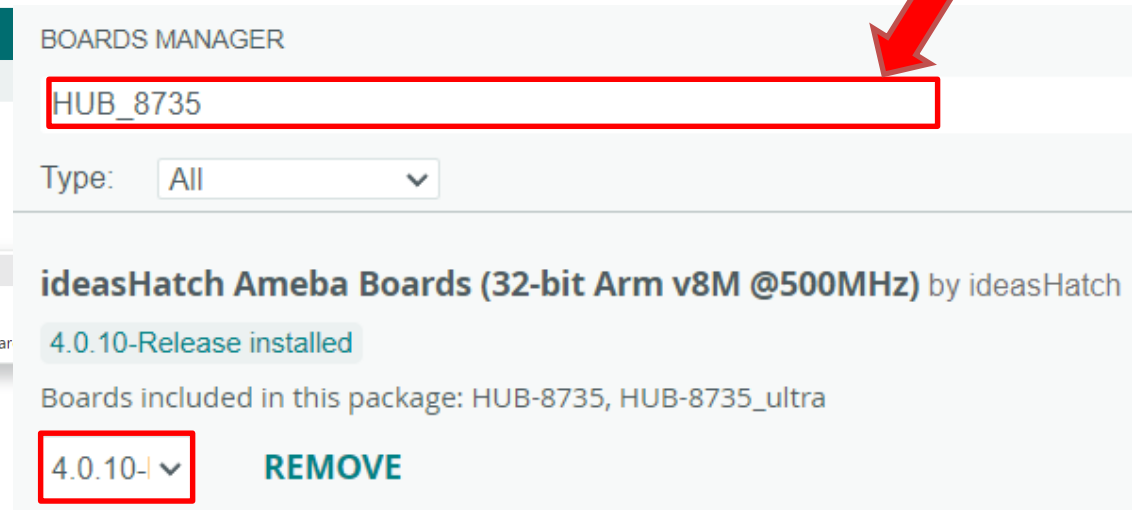 BOARDS MANAGER
HUB_8735
Type: All
ideasHatch Ameba Boards (32-bit Arm v8M @500MHz) by ideasHatch
4.0.10-Release installed
ar
Boards included in this package: HUB-8735, HUB-8735_ultra
4.0.10- REMOVE